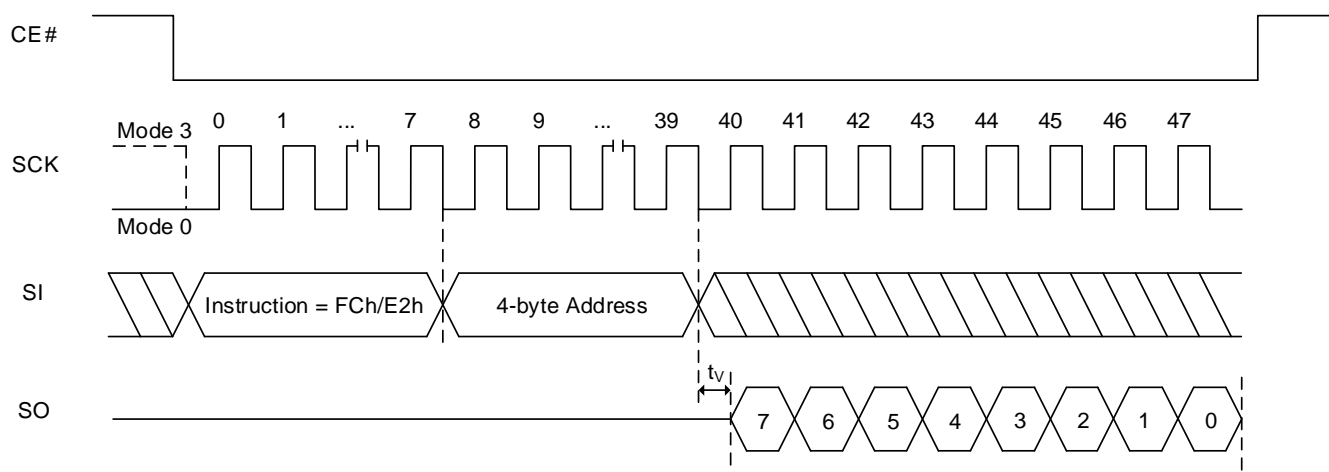 CE#
Mode 3 0 1 ... 7 8 9 ... 39 40 41 42 43 44 45 46 47
SCK
Mode 0
SI Instruction = FCh/E2h 4-byte Address
tV
SO 7 6 5 4 3 2 1 0